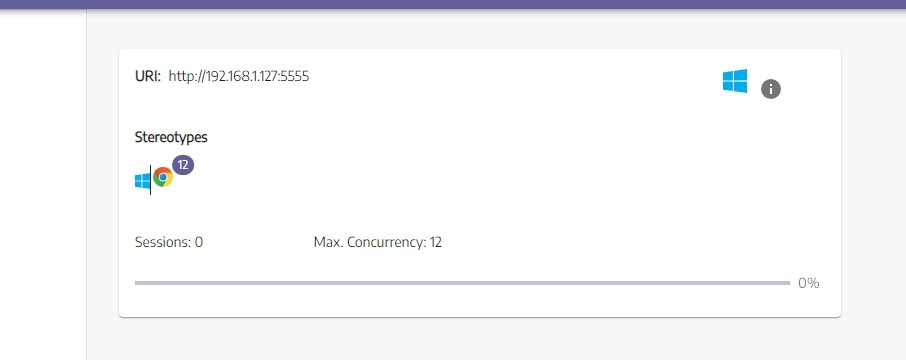 URI: http://192.168.1.127:5555
i
Stereotypes
12
Sessions: 0 Max. Concurrency: 12
0%